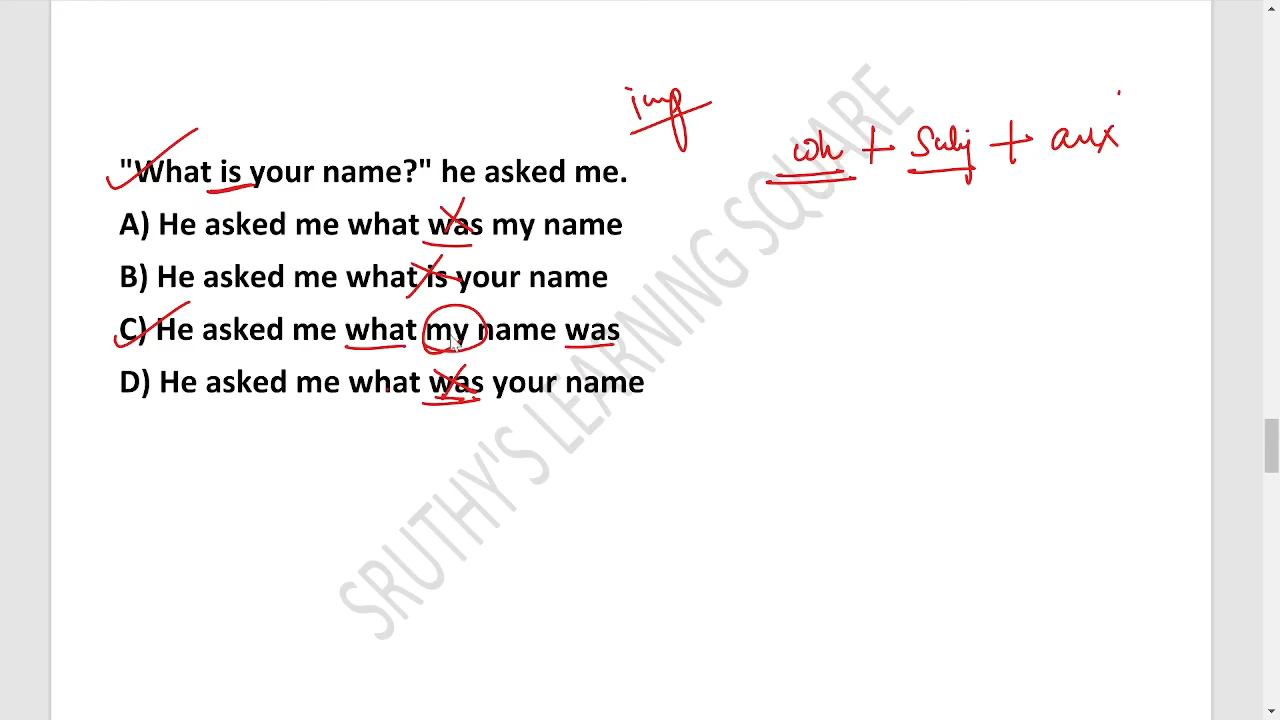 imp
wh + Subj + aux
"What is your name?" he asked me.
A) He asked me what was my name
B) He asked me what is your name
C) He asked me what my name was
D) He asked me what was your name
SRUTHY'S LEARNING SQUARE